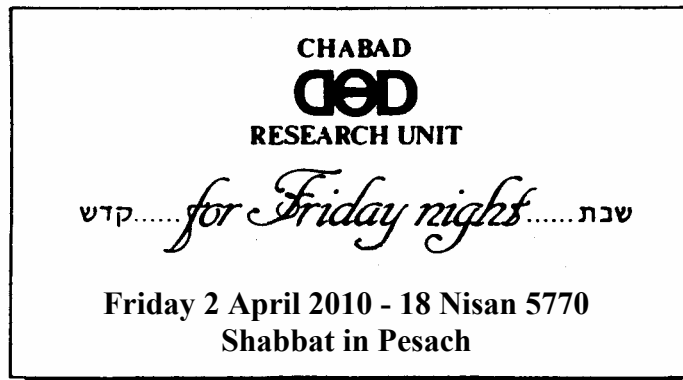 CHABAD
RESEARCH UNIT
קדש......for Friday night......שבת
Friday 2 April 2010 - 18 Nisan 5770
Shabbat in Pesach